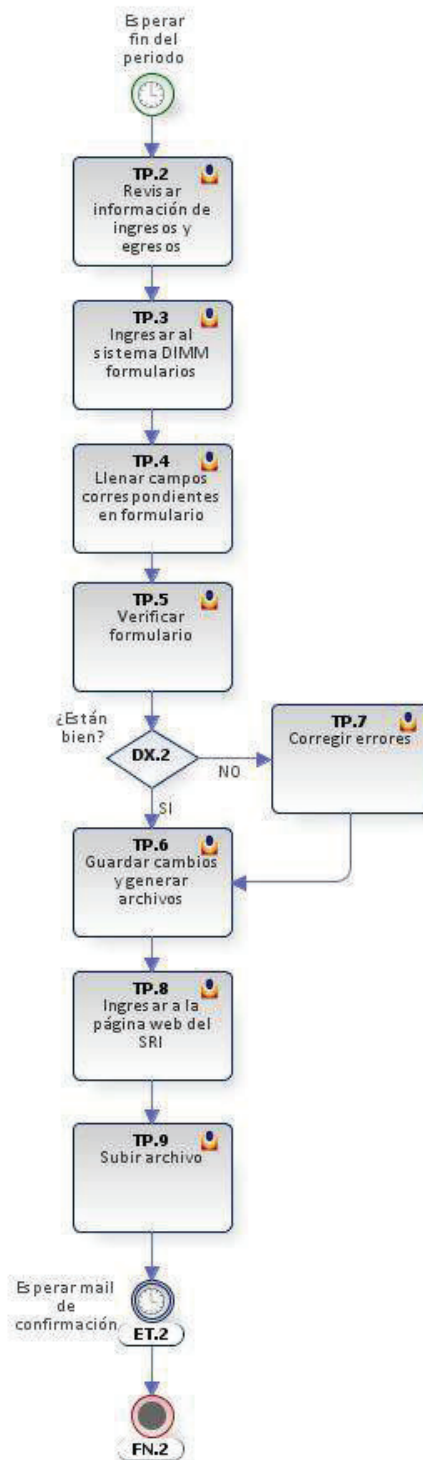 Esperar
fin del
periodo
TP.2
Revisar
información de
ingresos y
egresos
TP.3
Ingresar al
sistema DIMM
formularios
TP.4
Llenar campos
correspondientes
en formulario
TP.5
Verificar
formulario
¿Están
bien?
DX.2
NO
TP.7
Corregir errores
SI
TP.6
Guardar cambios
y generar
archivos
TP.8
Ingresar a la
página web del
SRI
TP.9
Subir archivo
Esperar mail
de
confirmación
ET.2
FN.2